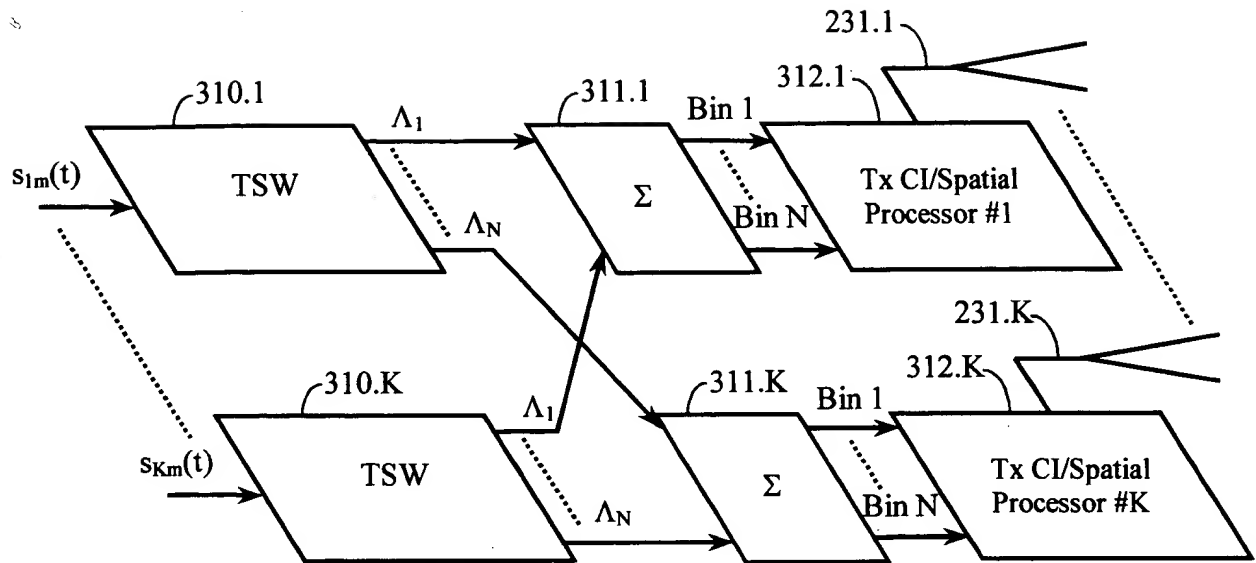 231.1
310.1
311.1
312.1
Λ1
Bin 1
s1m(t)
TSW
Σ
Tx CI/Spatial
Processor #1
ΛN
Bin N
231.K
310.K
311.K
312.K
Λ1
Bin 1
sKm(t)
TSW
Σ
Tx CI/Spatial
Processor #K
ΛN
Bin N